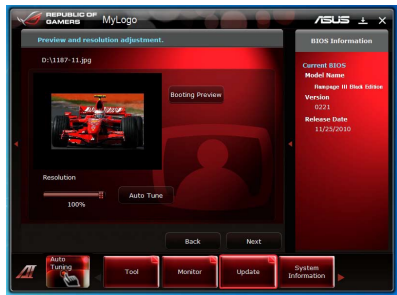 REPUBLIC OF
GAMERS
MyLogo
ASUS
Preview and resolution adjustment.
D:\1187-11.jpg
Booting Preview
Resolution
100%
Auto Tune
Back
Next
BIOS Information
Current BIOS
Model Name
Rampage III Black Edition
Version
0221
Release Date
11/25/2010
Auto
Tuning
Tool
Monitor
Update
System
Information